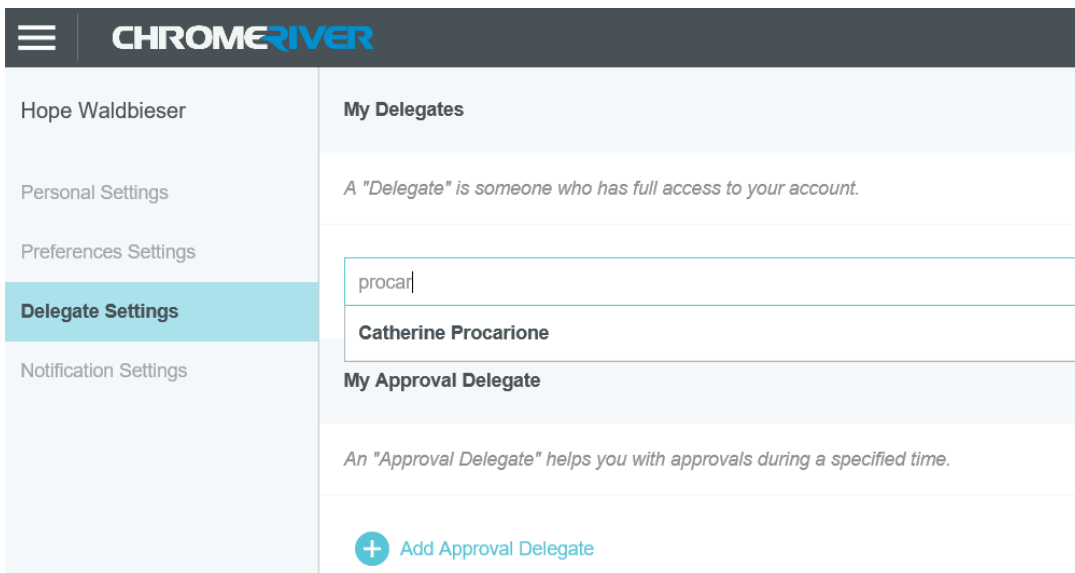 CHROMERIVER
Hope Waldbieser
Personal Settings
Preferences Settings
Delegate Settings
Notification Settings
My Delegates
A "Delegate" is someone who has full access to your account.
procar
Catherine Procarione
My Approval Delegate
An "Approval Delegate" helps you with approvals during a specified time.
Add Approval Delegate